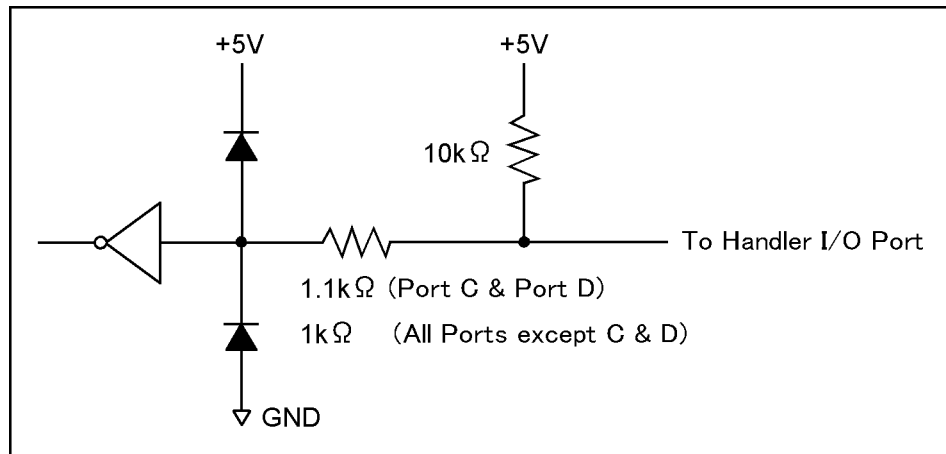 +5V
+5V
10kΩ
To Handler I/O Port
1.1kΩ (Port C & Port D)
1kΩ (All Ports except C & D)
GND